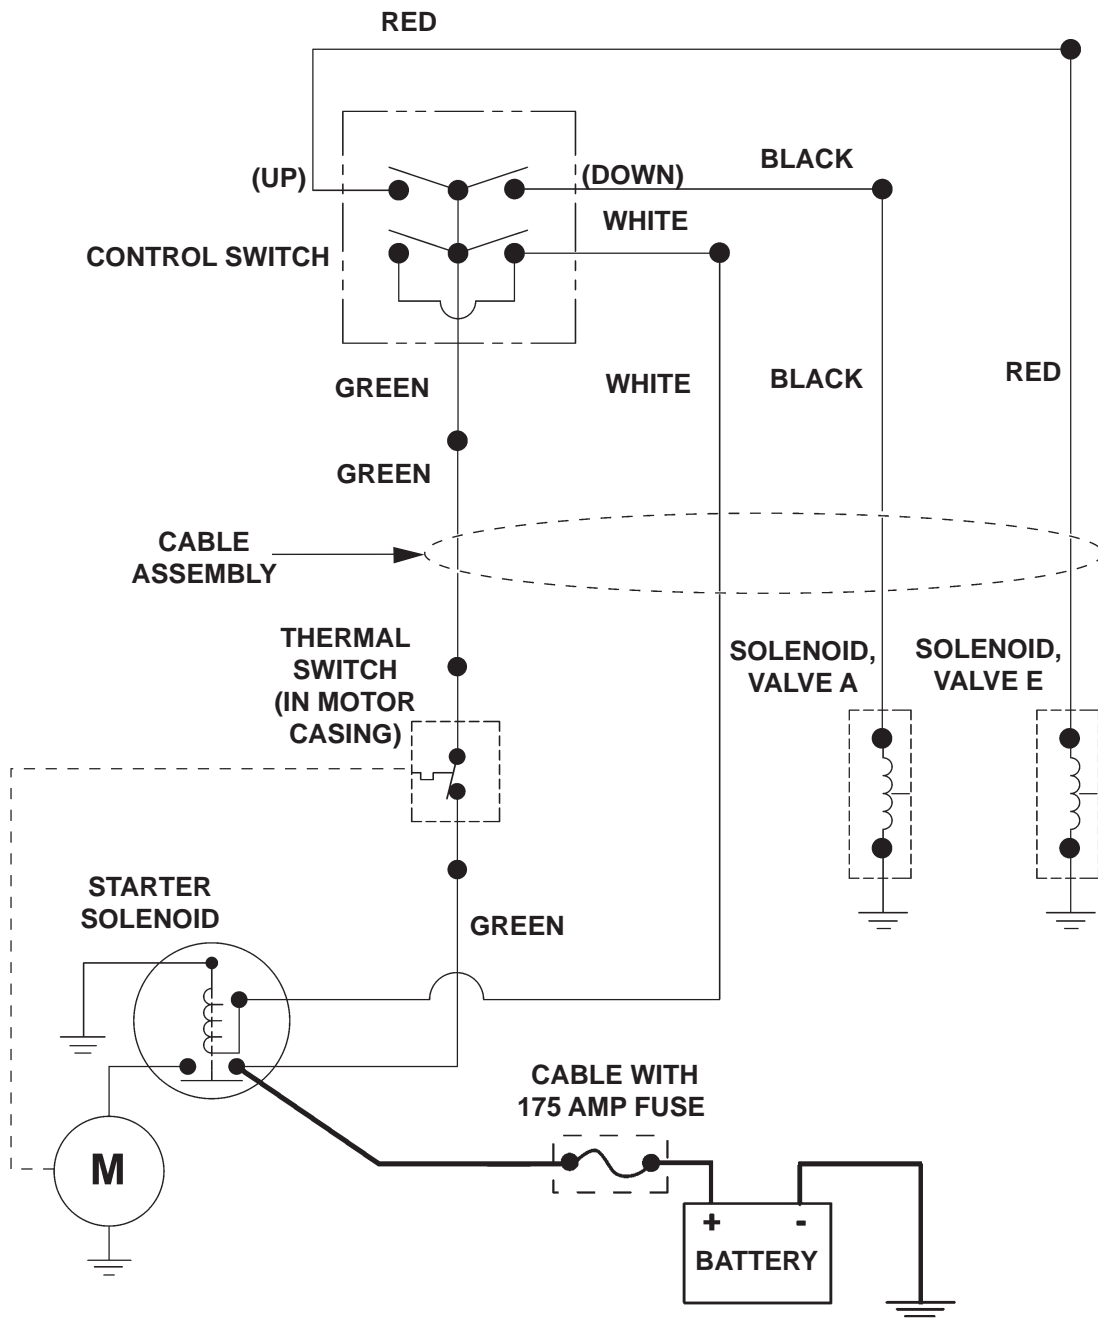 RED
(UP)
(DOWN)
BLACK
WHITE
CONTROL SWITCH
GREEN
WHITE
BLACK
RED
GREEN
CABLE
ASSEMBLY
THERMAL
SWITCH
(IN MOTOR
CASING)
SOLENOID,
VALVE A
SOLENOID,
VALVE E
STARTER
SOLENOID
GREEN
CABLE WITH
175 AMP FUSE
M
+ -
BATTERY